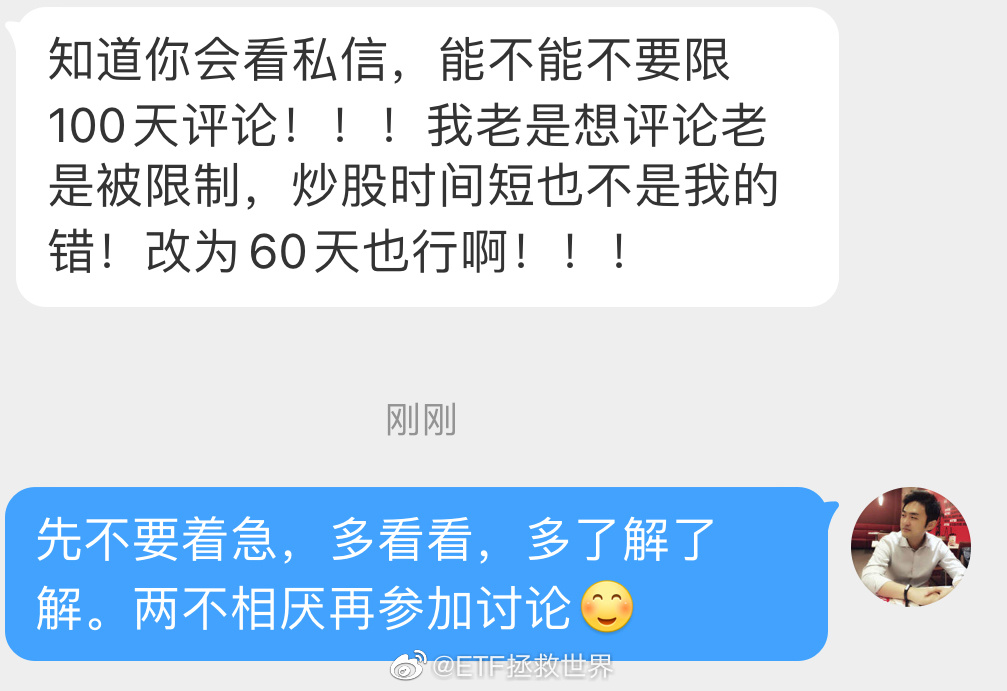 知道你会看私信，能不能不要限
100天评论！！！我老是想评论老
是被限制，炒股时间短也不是我的
错！改为60天也行啊！！！
刚刚
先不要着急，多看看，多了解了
解。两不相厌再参加讨论😊
@ETF拯救世界